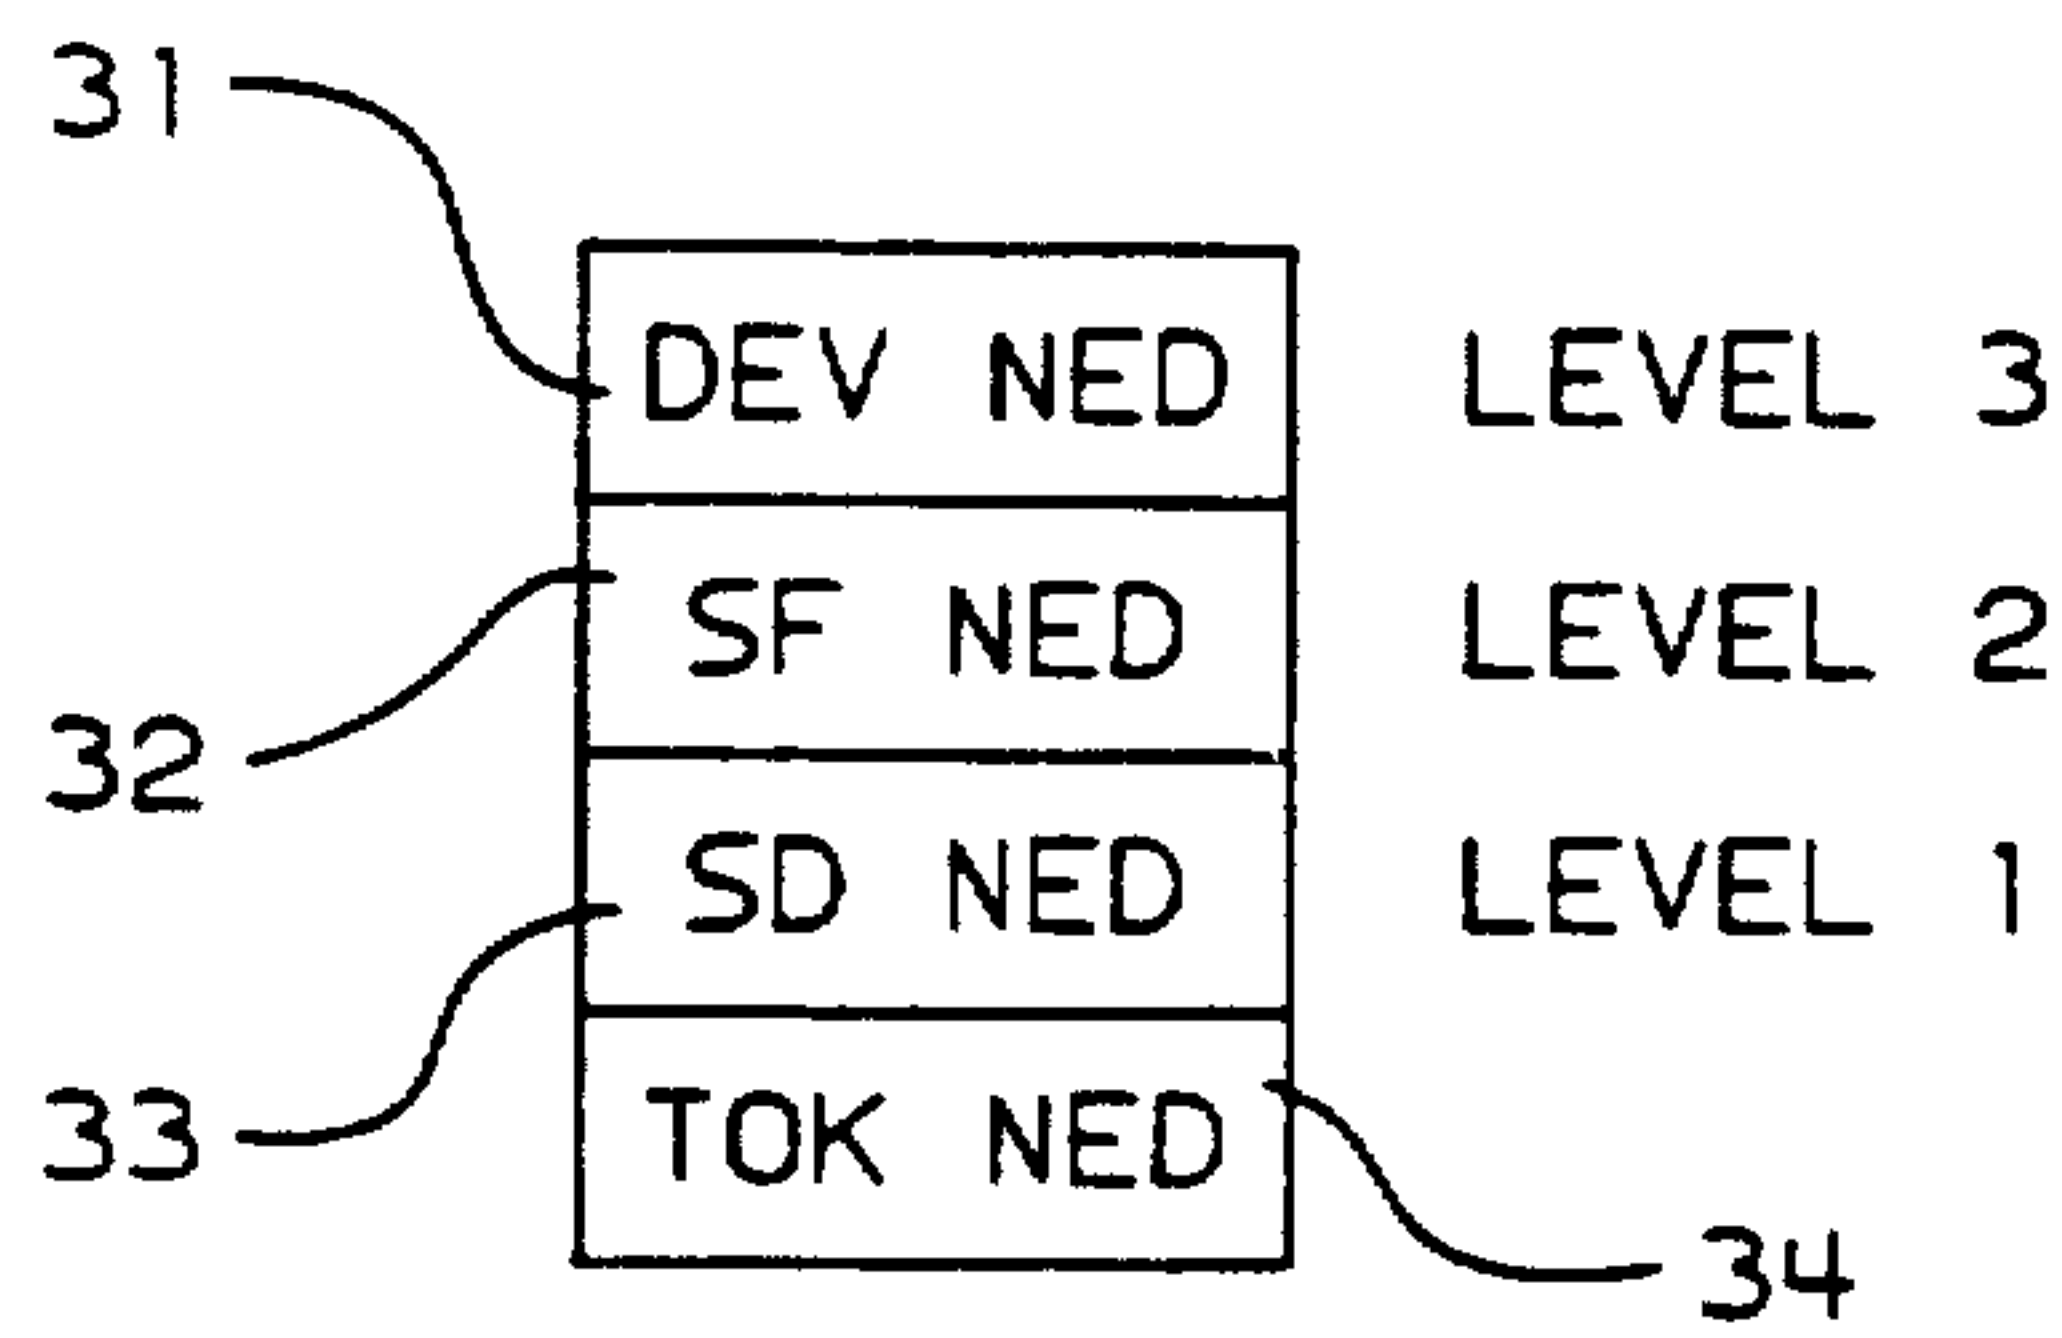 31
DEV NED LEVEL 3
SF NED LEVEL 2
32
SD NED LEVEL 1
33
TOK NED
34